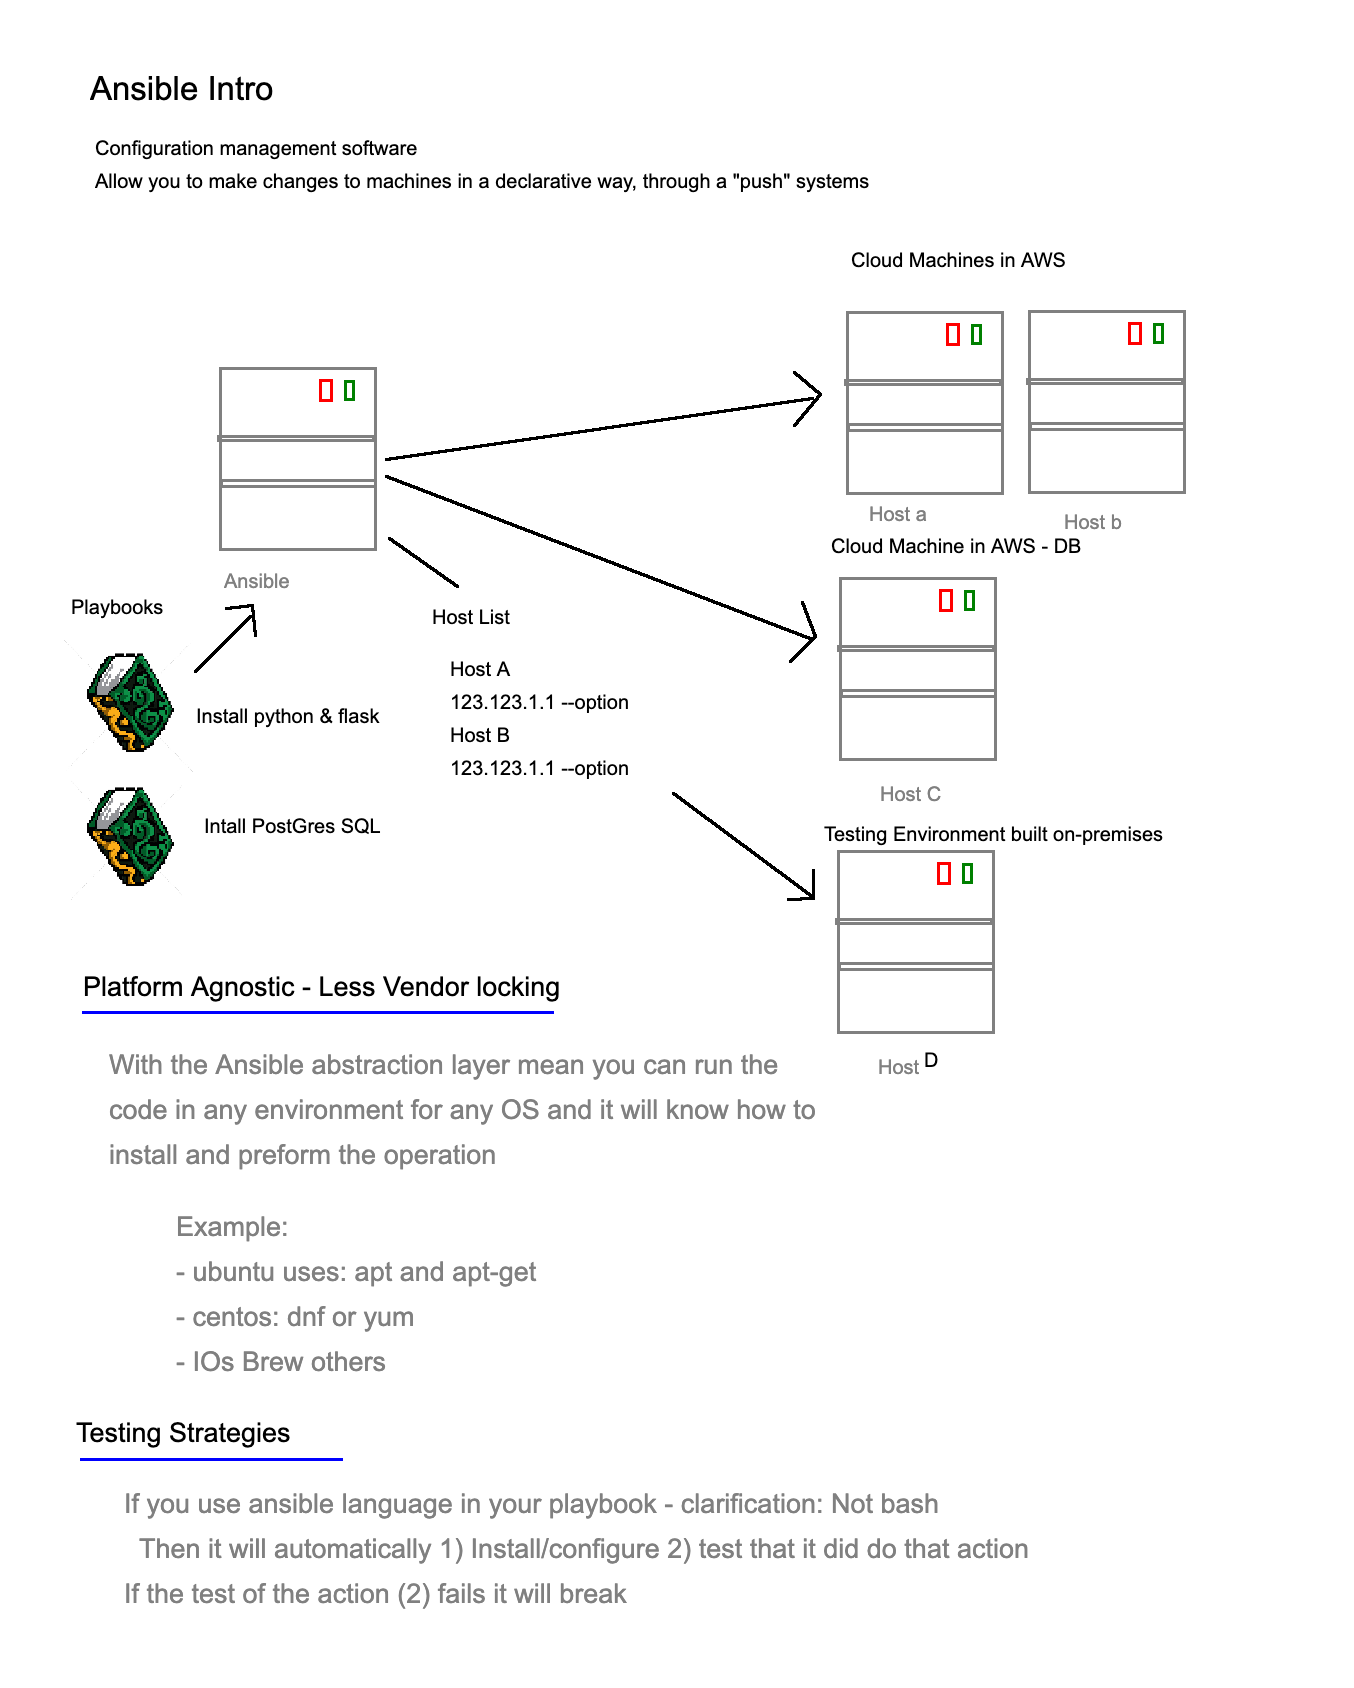 Ansible Intro
Configuration management software
Allow you to make changes to machines in a declarative way, through a "push" systems
Cloud Machines in AWS
Host a
Host b
Cloud Machine in AWS - DB
Ansible
Playbooks
Host List
Host A
123.123.1.1 --option
Host B
123.123.1.1 --option
Install python & flask
Intall PostGres SQL
Host C
Testing Environment built on-premises
Host D
Platform Agnostic - Less Vendor locking
With the Ansible abstraction layer mean you can run the
code in any environment for any OS and it will know how to
install and preform the operation
Example:
- ubuntu uses: apt and apt-get
- centos: dnf or yum
- IOs Brew others
Testing Strategies
If you use ansible language in your playbook - clarification: Not bash
Then it will automatically 1) Install/configure 2) test that it did do that action
If the test of the action (2) fails it will break